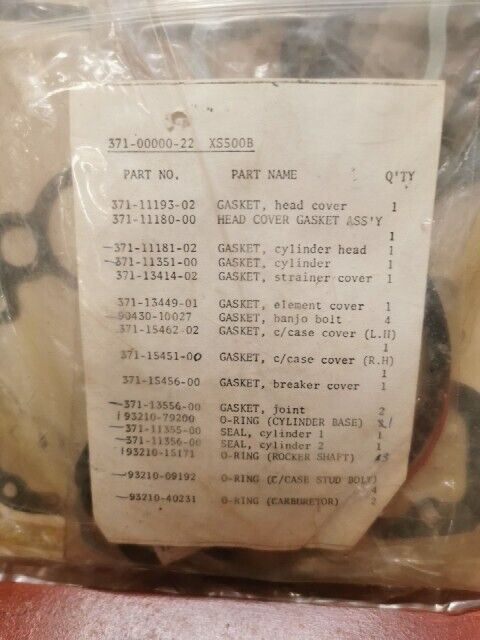 371-00000-22 XS500B
PART NO. PART NAME Q'TY
371-11193-02 GASKET, head cover 1
371-11180-00 HEAD COVER GASKET ASS'Y
1
371-11181-02 GASKET, cylinder head 1
371-11351-00 GASKET, cylinder 1
371-13414-02 GASKET, strainer cover 1
371-13449-01 GASKET, element cover 1
90430-10027 GASKET, banjo bolt 4
371-15462-02 GASKET, c/case cover (L.H)
1
371-15451-00 GASKET, c/case cover (R.H)
1
371-15456-00 GASKET, breaker cover 1
371-13556-00 GASKET, joint 2
93210-79200 O-RING (CYLINDER BASE) 1
371-11355-00 SEAL, cylinder 1 1
371-11356-00 SEAL, cylinder 2 1
93210-15171 O-RING (ROCKER SHAFT) 3
93210-09192 O-RING (C/CASE STUD BOLT)
4
93210-40231 O-RING (CARBURETOR) 2